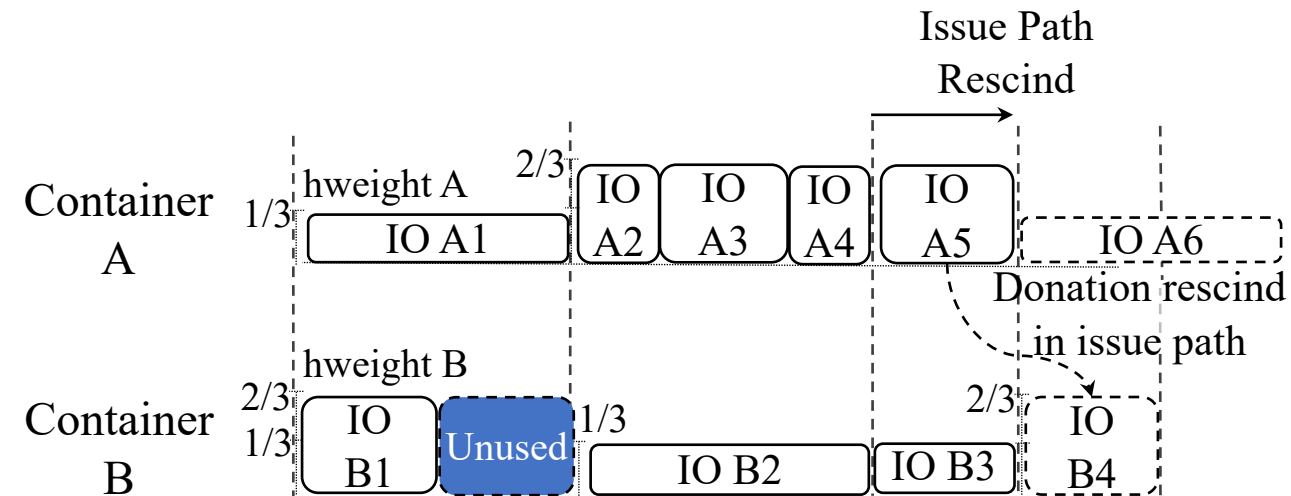 Issue Path
Rescind
Container
A
1/3
hweight A
IO A1
2/3
IO
A2
IO
A3
IO
A4
IO
A5
IO A6
Donation rescind
in issue path
Container
B
2/3
1/3
hweight B
IO
B1
Unused
1/3
IO B2
IO B3
2/3
IO
B4